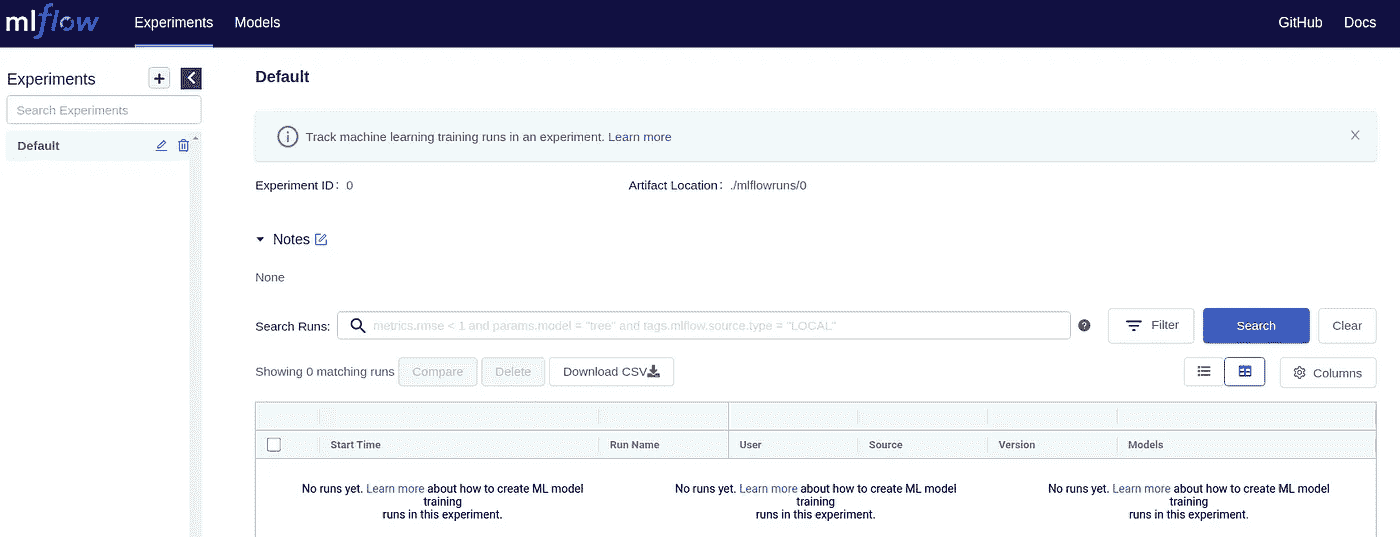 mlflow Experiments Models GitHub Docs
Experiments
Search Experiments
Default
Default
Track machine learning training runs in an experiment. Learn more
Experiment ID: 0 Artifact Location: ./mlflowruns/0
Notes
None
Search Runs: metrics.rmse < 1 and params.model = "tree" and tags.mlflow.source.type = "LOCAL" Filter Search Clear
Showing 0 matching runs Compare Delete Download CSV Columns
Start Time Run Name User Source Version Models
No runs yet. Learn more about how to create ML model
training
runs in this experiment.
No runs yet. Learn more about how to create ML model
training
runs in this experiment.
No runs yet. Learn more about how to create ML model
training
runs in this experiment.